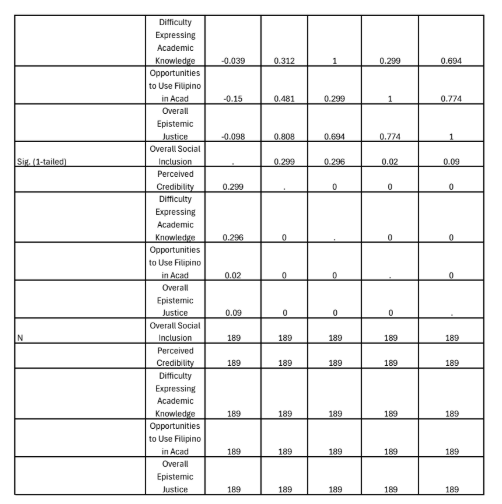 Difficulty
Expressing
Academic
Knowledge -0.039 0.312 1 0.299 0.694
Opportunities
to Use Filipino
in Acad -0.15 0.481 0.299 1 0.774
Overall
Epistemic
Justice -0.098 0.808 0.694 0.774 1
Sig. (1-tailed) Overall Social
Inclusion . 0.299 0.296 0.02 0.09
Perceived
Credibility 0.299 . 0 0 0
Difficulty
Expressing
Academic
Knowledge 0.296 0 . 0 0
Opportunities
to Use Filipino
in Acad 0.02 0 0 . 0
Overall
Epistemic
Justice 0.09 0 0 0 .
N Overall Social
Inclusion 189 189 189 189 189
Perceived
Credibility 189 189 189 189 189
Difficulty
Expressing
Academic
Knowledge 189 189 189 189 189
Opportunities
to Use Filipino
in Acad 189 189 189 189 189
Overall
Epistemic
Justice 189 189 189 189 189